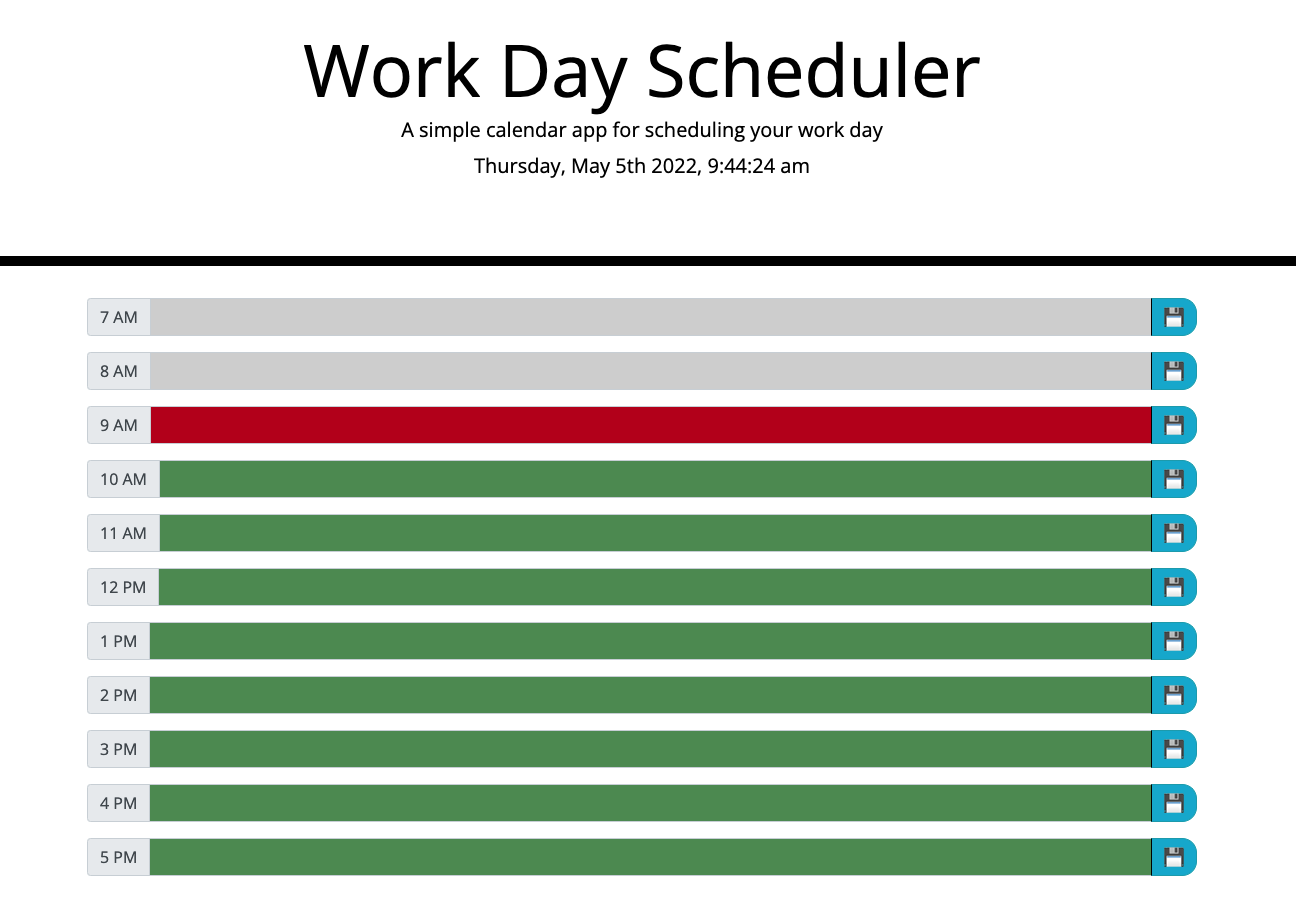 Work Day Scheduler
A simple calendar app for scheduling your work day
Thursday, May 5th 2022, 9:44:24 am
7 AM
8 AM
9 AM
10 AM
11 AM
12 PM
1 PM
2 PM
3 PM
4 PM
5 PM